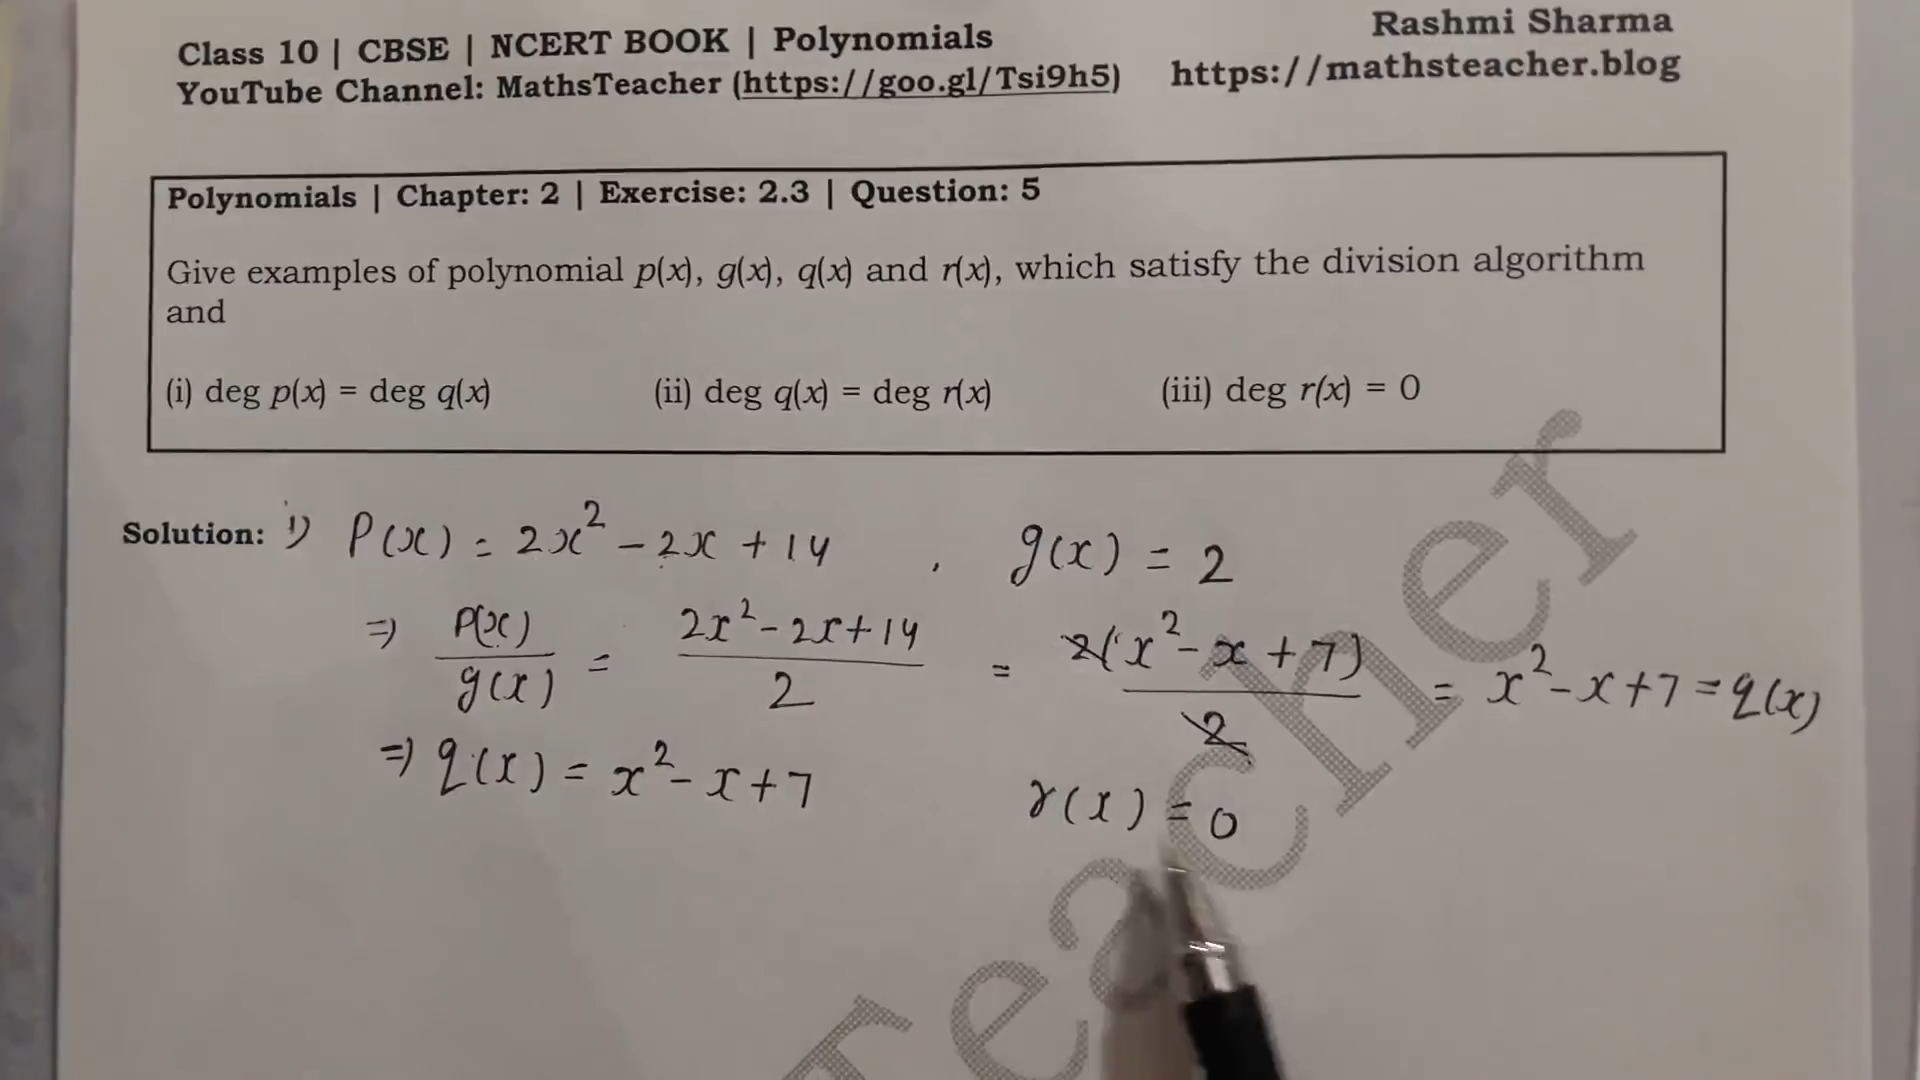 Class 10 | CBSE | NCERT BOOK | Polynomials
Rashmi Sharma
YouTube Channel: MathsTeacher (https://goo.gl/Tsi9h5)
https://mathsteacher.blog
Polynomials | Chapter: 2 | Exercise: 2.3 | Question: 5
Give examples of polynomial p(x), g(x), q(x) and r(x), which satisfy the division algorithm
and
(i) deg p(x) = deg q(x) (ii) deg q(x) = deg r(x) (iii) deg r(x) = 0
Solution: i) P(x) = 2x² - 2x + 14 , g(x) = 2
⇒ P(x)/g(x) = (2x² - 2x + 14)/2 = 2(x² - x + 7)/2 = x² - x + 7 = q(x)
⇒ q(x) = x² - x + 7 r(x) = 0
Teacher